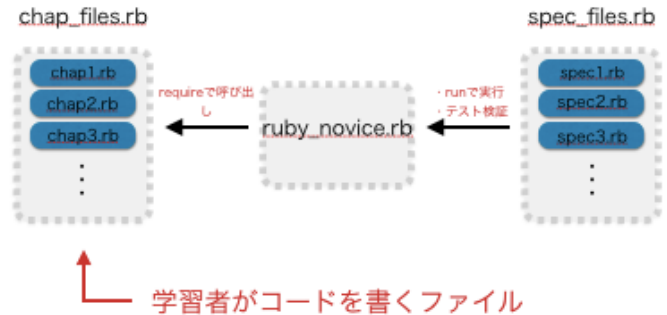 chap_files.rb
spec_files.rb
chap1.rb
chap2.rb
chap3.rb
requireで呼び出
し
ruby_novice.rb
・runで実行
・テスト検証
spec1.rb
spec2.rb
spec3.rb
学習者がコードを書くファイル